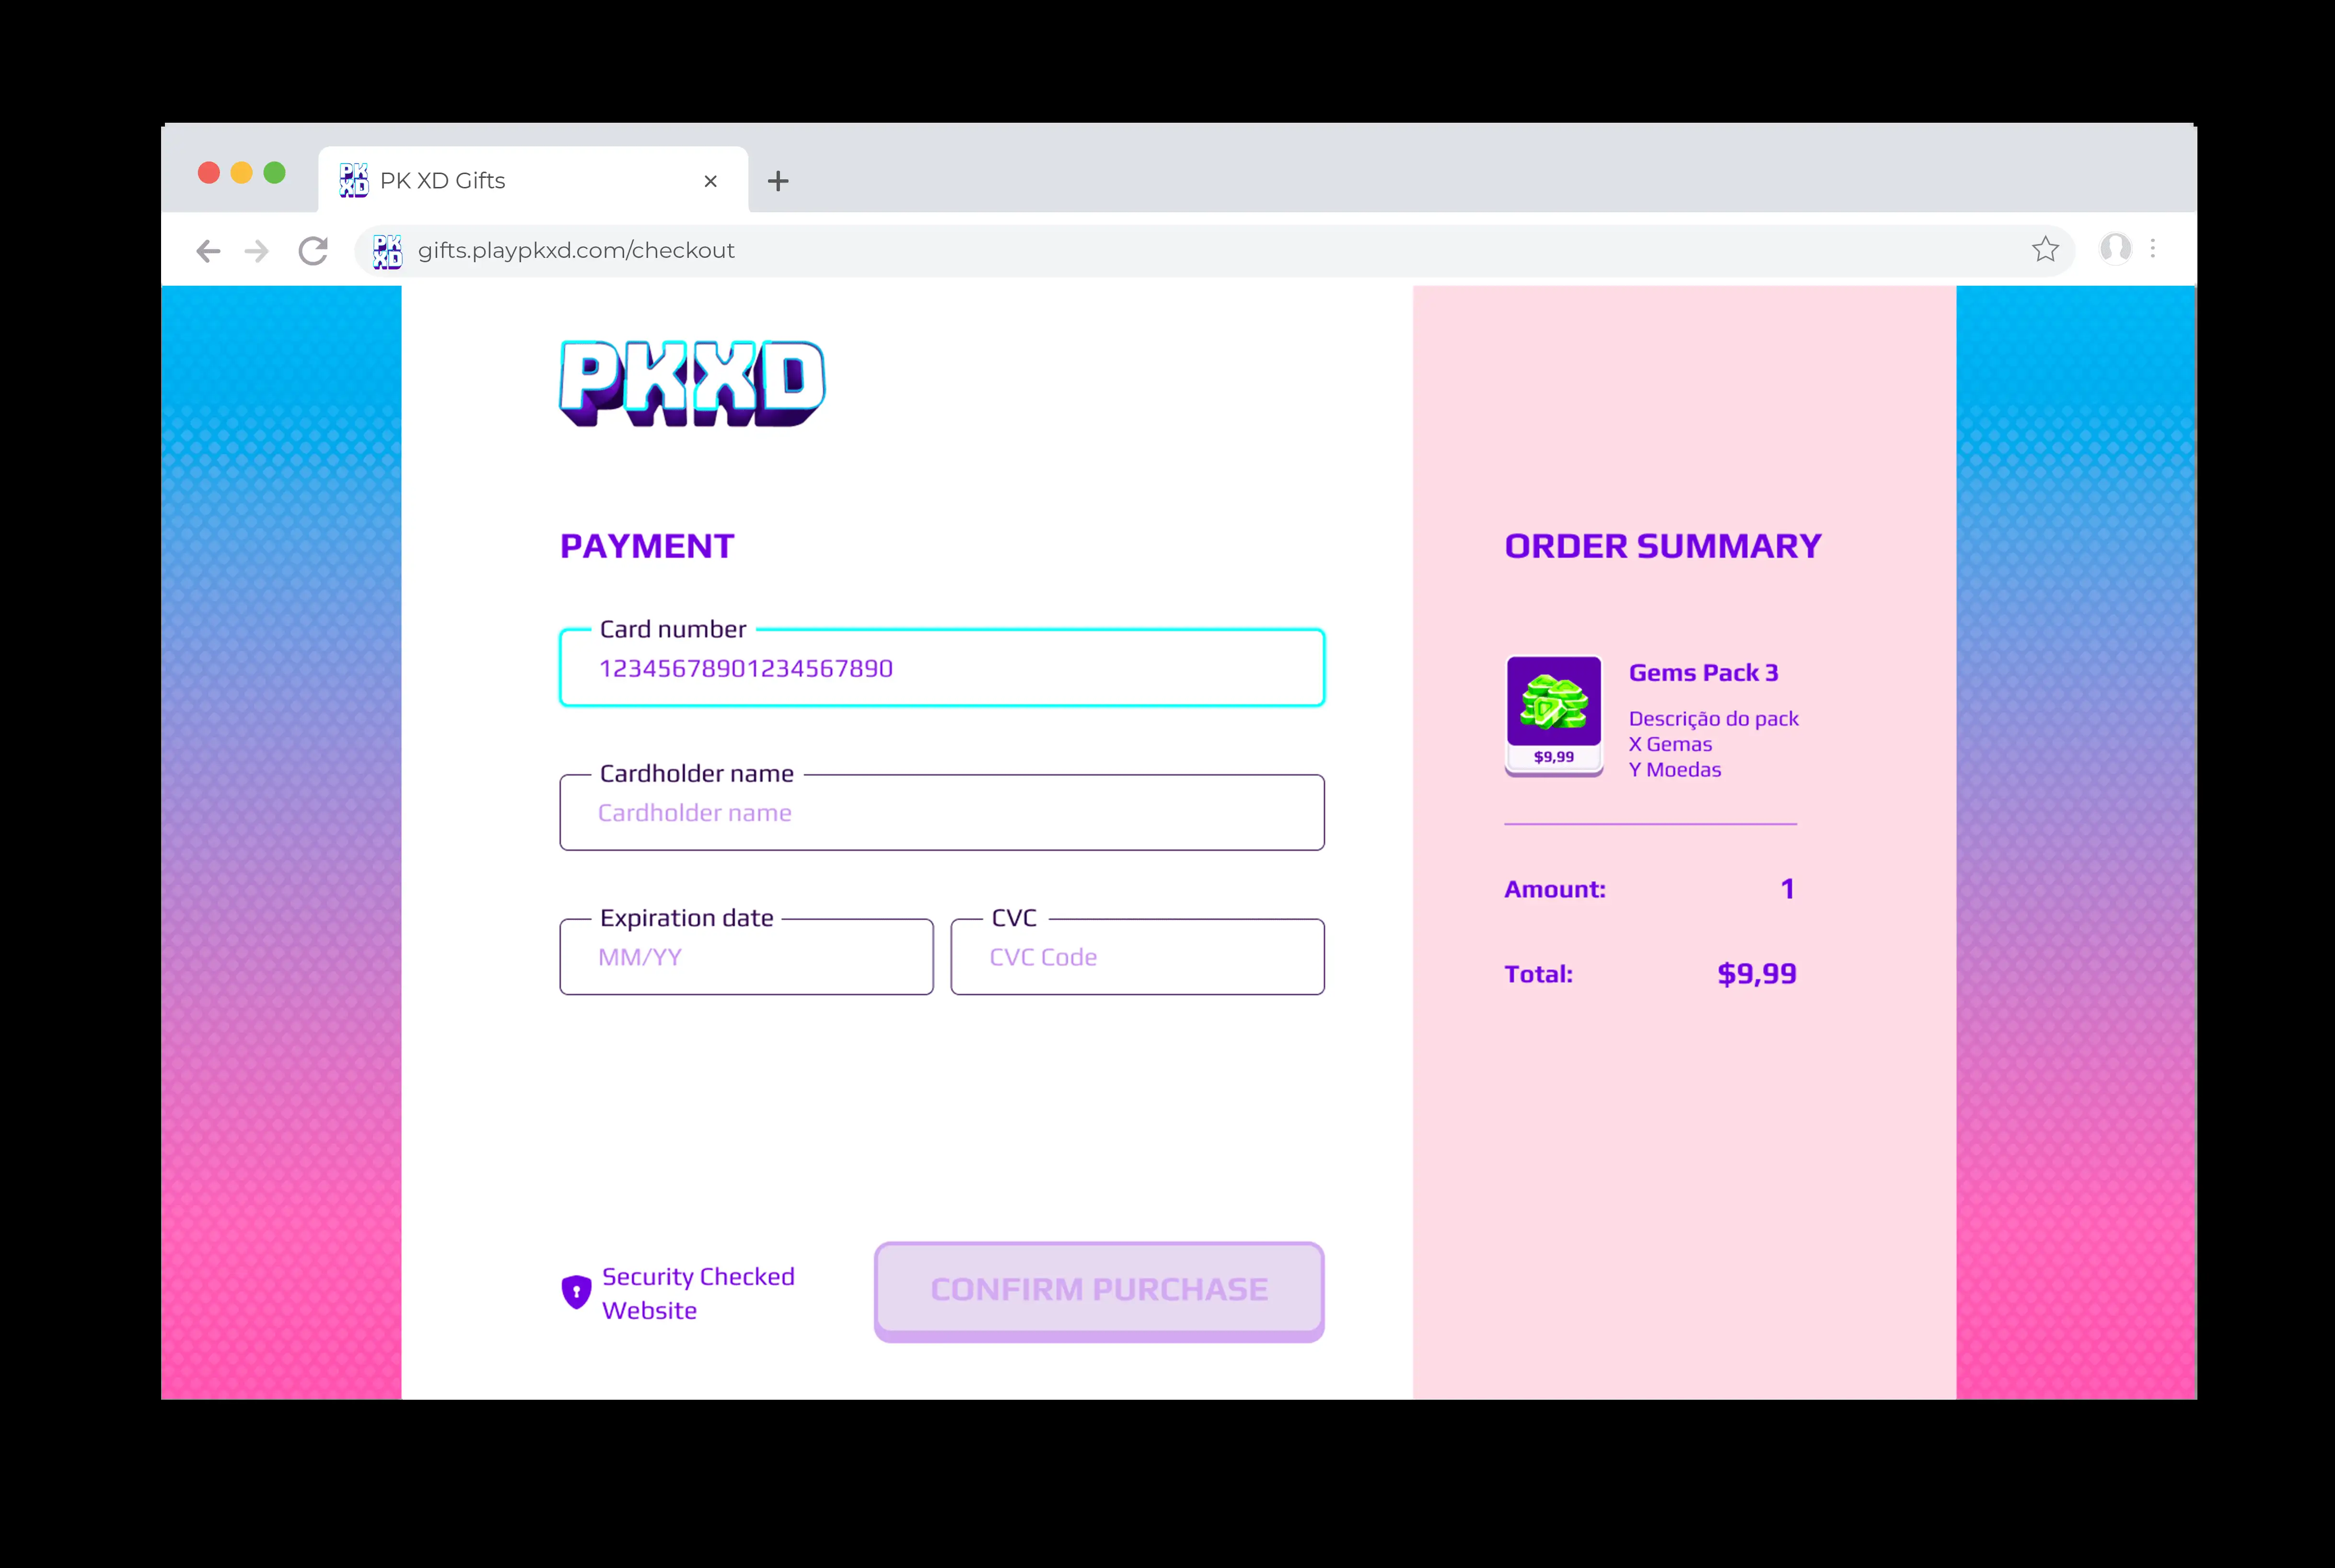 PK XD Gifts
PK XD gifts.playpkxd.com/checkout
PKXD
PAYMENT
Card number
12345678901234567890
Cardholder name
Cardholder name
Expiration date
MM/YY
CVC
CVC Code
Security Checked
Website
CONFIRM PURCHASE
ORDER SUMMARY
Gems Pack 3
Descrição do pack
X Gemas
Y Moedas
$9,99
Amount: 1
Total: $9,99